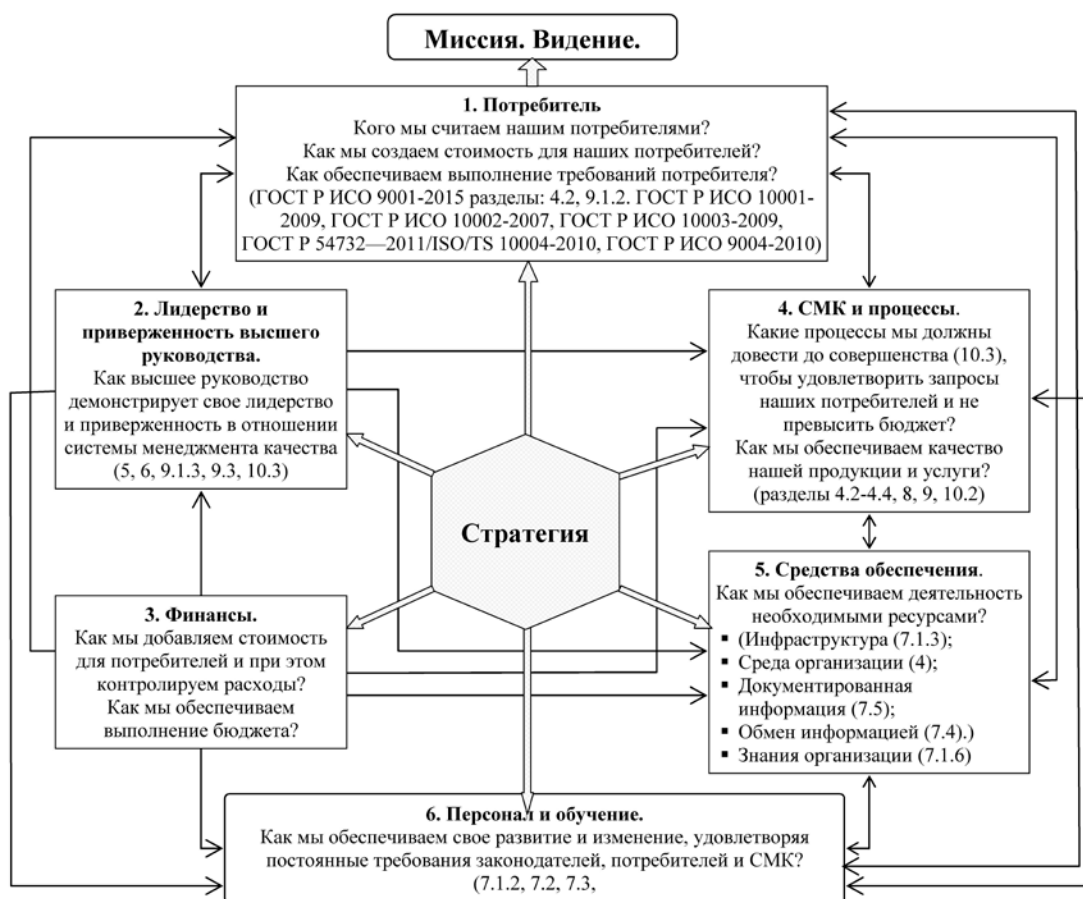 Миссия. Видение.
1. Потребитель
Кого мы считаем нашим потребителями?
Как мы создаем стоимость для наших потребителей?
Как обеспечиваем выполнение требований потребителя?
(ГОСТ Р ИСО 9001-2015 разделы: 4.2, 9.1.2. ГОСТ Р ИСО 10001-
2009, ГОСТ Р ИСО 10002-2007, ГОСТ Р ИСО 10003-2009,
ГОСТ Р 54732—2011/ISO/TS 10004-2010, ГОСТ Р ИСО 9004-2010)
2. Лидерство и
приверженность высшего
руководства.
Как высшее руководство
демонстрирует свое лидерство
и приверженность в отношении
системы менеджмента качества
(5, 6, 9.1.3, 9.3, 10.3)
4. СМК и процессы.
Какие процессы мы должны
довести до совершенства (10.3),
чтобы удовлетворить запросы
наших потребителей и не
превысить бюджет?
Как мы обеспечиваем качество
нашей продукции и услуги?
(разделы 4.2-4.4, 8, 9, 10.2)
Стратегия
3. Финансы.
Как мы добавляем стоимость
для потребителей и при этом
контролируем расходы?
Как мы обеспечиваем
выполнение бюджета?
5. Средства обеспечения.
Как мы обеспечиваем деятельность
необходимыми ресурсами?
▪ (Инфраструктура (7.1.3);
▪ Среда организации (4);
▪ Документированная
информация (7.5);
▪ Обмен информацией (7.4).)
▪ Знания организации (7.1.6)
6. Персонал и обучение.
Как мы обеспечиваем свое развитие и изменение, удовлетворяя
постоянные требования законодателей, потребителей и СМК?
(7.1.2, 7.2, 7.3,